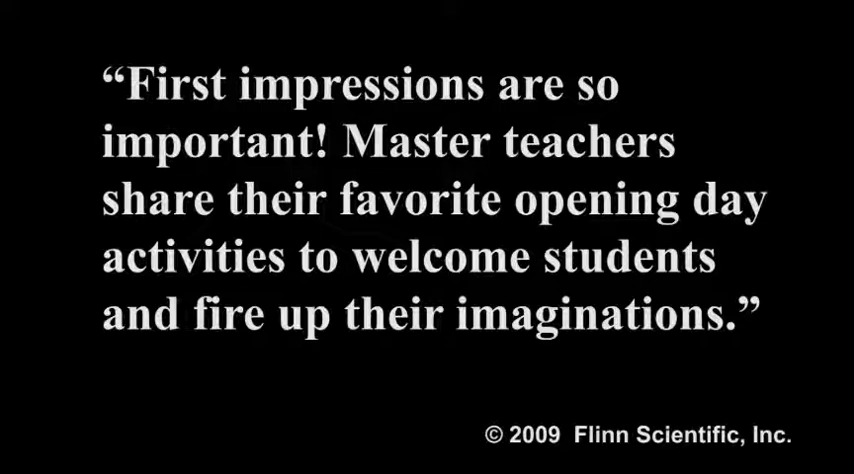 “First impressions are so
important! Master teachers
share their favorite opening day
activities to welcome students
and fire up their imaginations.”
© 2009 Flinn Scientific, Inc.